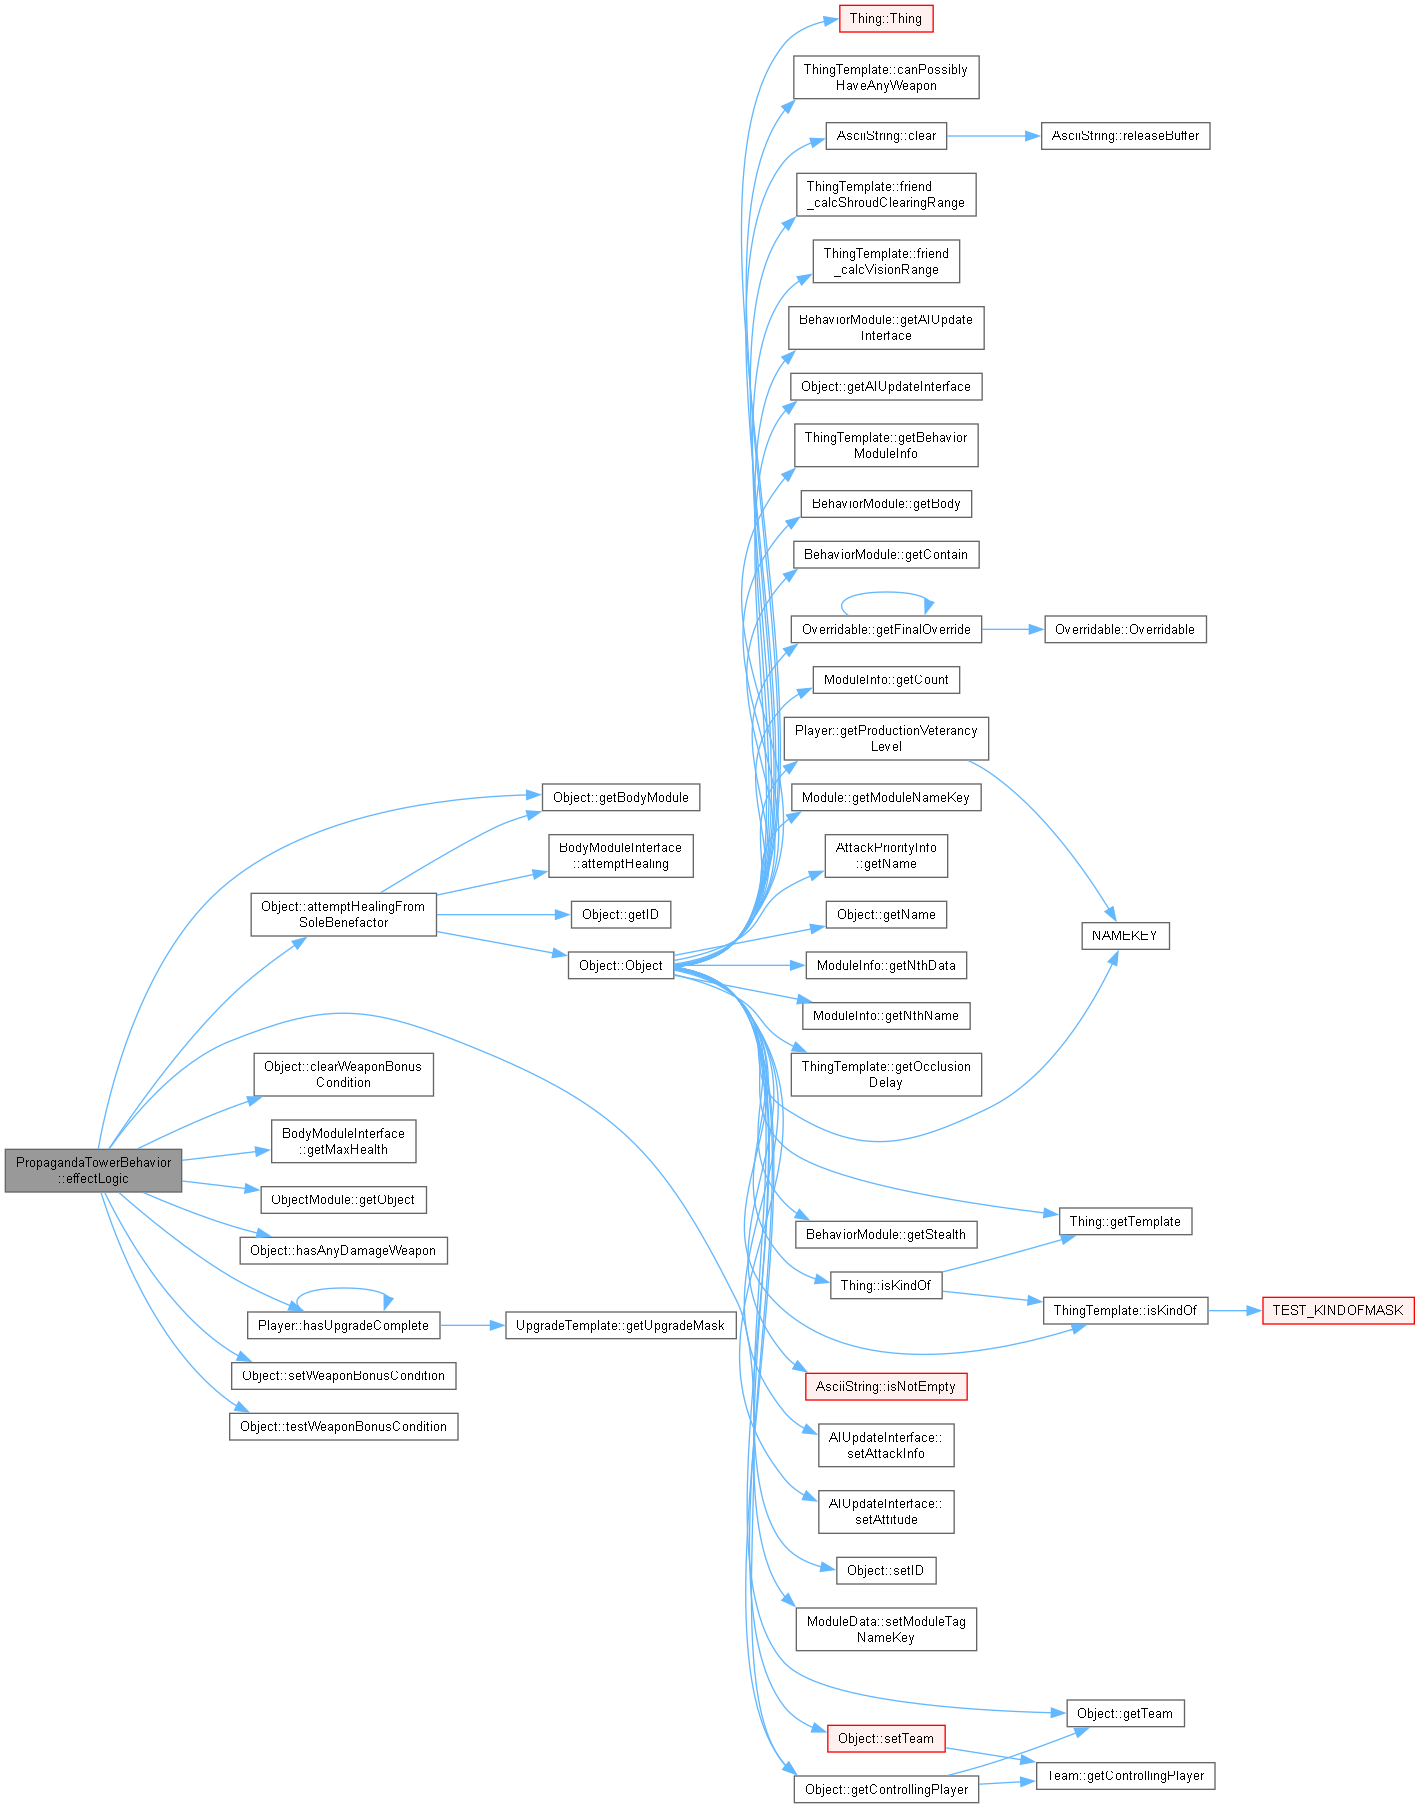 PropagandaTowerBehavior
::effectLogic
Object::getBodyModule
Object::attemptHealingFrom
SoleBenefactor
BodyModuleInterface
::attemptHealing
Object::getID
Object::Object
Object::clearWeaponBonus
Condition
BodyModuleInterface
::getMaxHealth
ObjectModule::getObject
Object::hasAnyDamageWeapon
Player::hasUpgradeComplete
UpgradeTemplate::getUpgradeMask
Object::setWeaponBonusCondition
Object::testWeaponBonusCondition
Thing::Thing
ThingTemplate::canPossibly
HaveAnyWeapon
AsciiString::clear
AsciiString::releaseBuffer
ThingTemplate::friend
_calcShroudClearingRange
ThingTemplate::friend
_calcVisionRange
BehaviorModule::getAIUpdate
Interface
Object::getAIUpdateInterface
ThingTemplate::getBehavior
ModuleInfo
BehaviorModule::getBody
BehaviorModule::getContain
Overridable::getFinalOverride
Overridable::Overridable
ModuleInfo::getCount
Player::getProductionVeterancy
Level
Module::getModuleNameKey
AttackPriorityInfo
::getName
Object::getName
NAMEKEY
ModuleInfo::getNthData
ModuleInfo::getNthName
ThingTemplate::getOcclusion
Delay
Thing::getTemplate
BehaviorModule::getStealth
Thing::isKindOf
ThingTemplate::isKindOf
TEST_KINDOFMASK
AsciiString::isNotEmpty
AIUpdateInterface::
setAttackInfo
AIUpdateInterface::
setAttitude
Object::setID
ModuleData::setModuleTag
NameKey
Object::getTeam
Object::setTeam
Team::getControllingPlayer
Object::getControllingPlayer